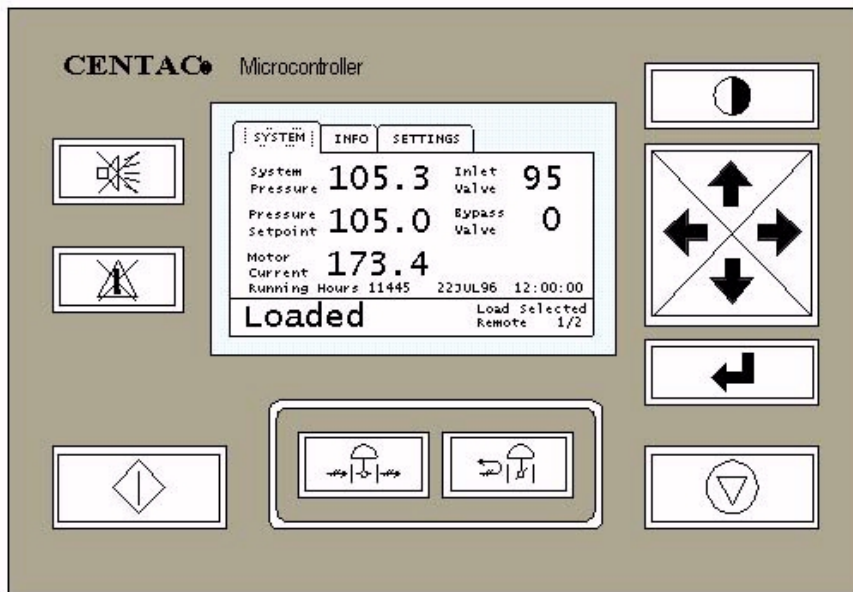 CENTAC Microcontroller
SYSTEM INFO SETTINGS
System Pressure 105.3 Inlet Valve 95
Pressure Setpoint 105.0 Bypass Valve 0
Motor Current 173.4
Running Hours 11445 22JUL96 12:00:00
Loaded Load Selected
Remote 1/2